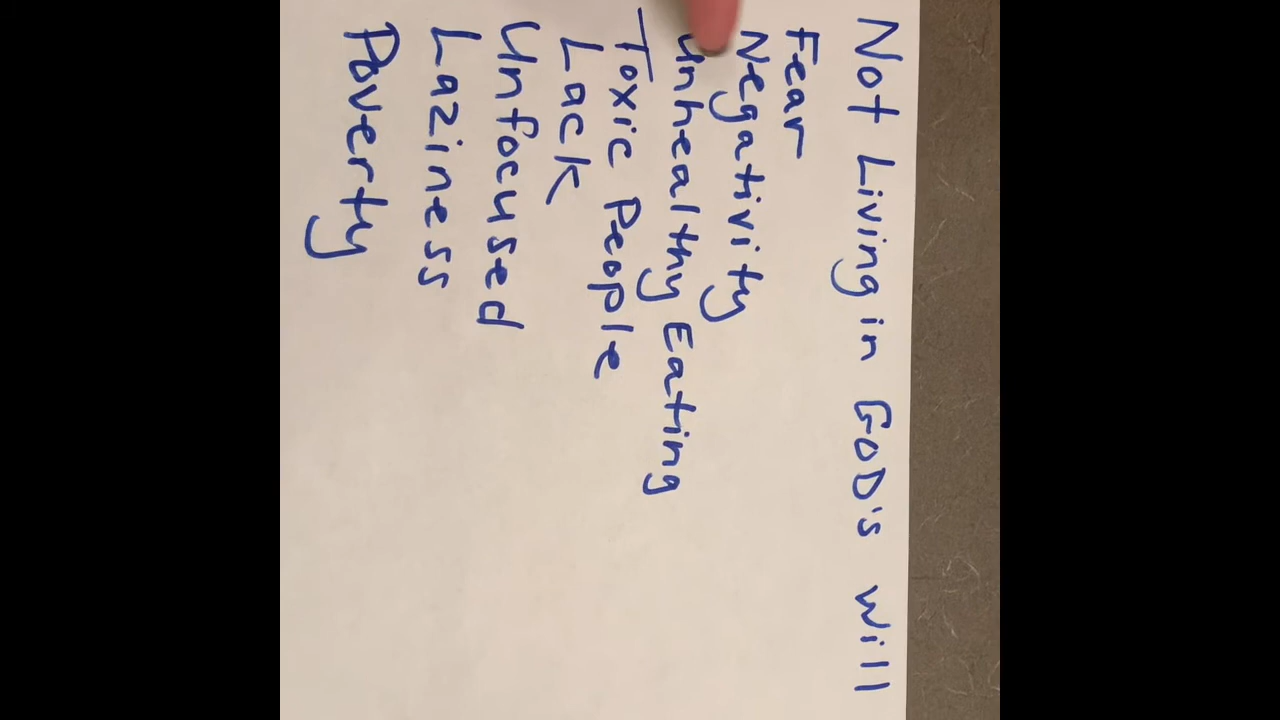 Not Living in GOD's will
Fear
Negativity
Unhealthy Eating
Toxic People
Lack
Unfocused
Laziness
Poverty